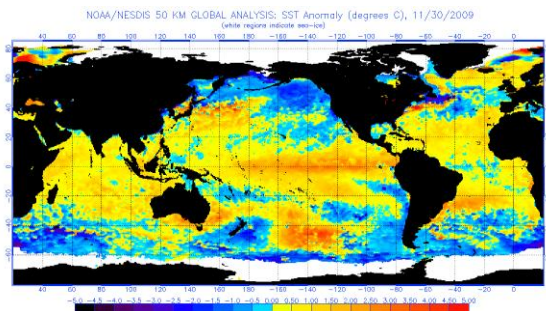 NOAA/NESDIS 50 KM GLOBAL ANALYSIS: SST Anomaly (degrees C), 11/30/2009
(white regions indicate sea-ice)
40 60 80 100 120 140 160 180 -160 -140 -120 -100 -80 -60 -40 -20 0 20
80
60
40
20
0
-20
-40
-60
40 60 80 100 120 140 160 180 -160 -140 -120 -100 -80 -60 -40 -20 0 20
-5.0 -4.5 -4.0 -3.5 -3.0 -2.5 -2.0 -1.5 -1.0 -0.5 0.00 0.50 1.00 1.50 2.00 2.50 3.00 3.50 4.00 4.50 5.00